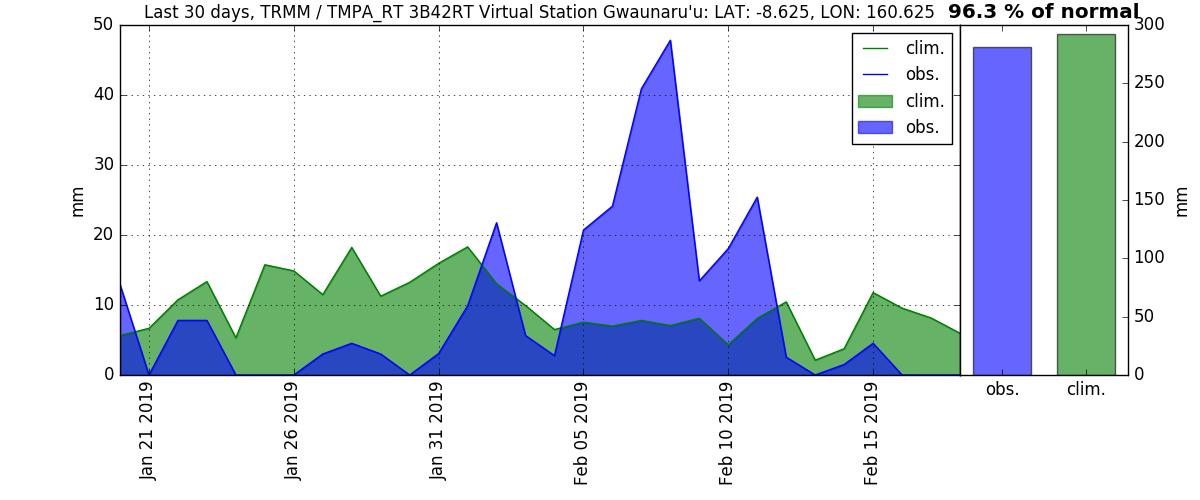 Last 30 days, TRMM / TMPA_RT 3B42RT Virtual Station Gwaunaru'u: LAT: -8.625, LON: 160.625
96.3 % of normal
50
40
30
20
10
0
mm
clim.
obs.
clim.
obs.
Jan 21 2019
Jan 26 2019
Jan 31 2019
Feb 05 2019
Feb 10 2019
Feb 15 2019
300
250
200
150
100
50
0
mm
obs.
clim.